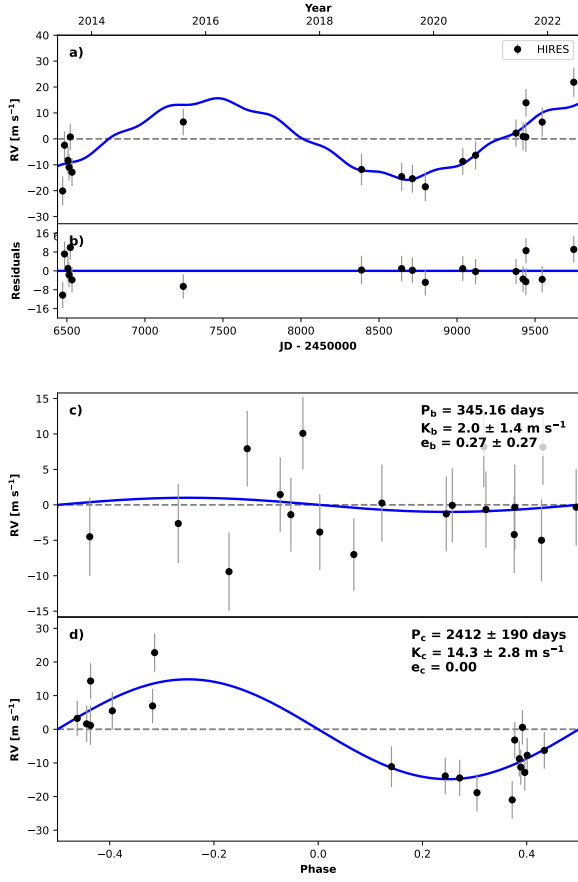 Year
2014 2016 2018 2020 2022
a)
HIRES
40
30
20
10
0
−10
−20
−30
RV [m s⁻¹]
b)
16
8
0
−8
−16
Residuals
6500 7000 7500 8000 8500 9000 9500
JD - 2450000
c)
P_b = 345.16 days
K_b = 2.0 ± 1.4 m s⁻¹
e_b = 0.27 ± 0.27
15
10
5
0
−5
−10
−15
RV [m s⁻¹]
d)
P_c = 2412 ± 190 days
K_c = 14.3 ± 2.8 m s⁻¹
e_c = 0.00
30
20
10
0
−10
−20
−30
RV [m s⁻¹]
−0.4 −0.2 0.0 0.2 0.4
Phase